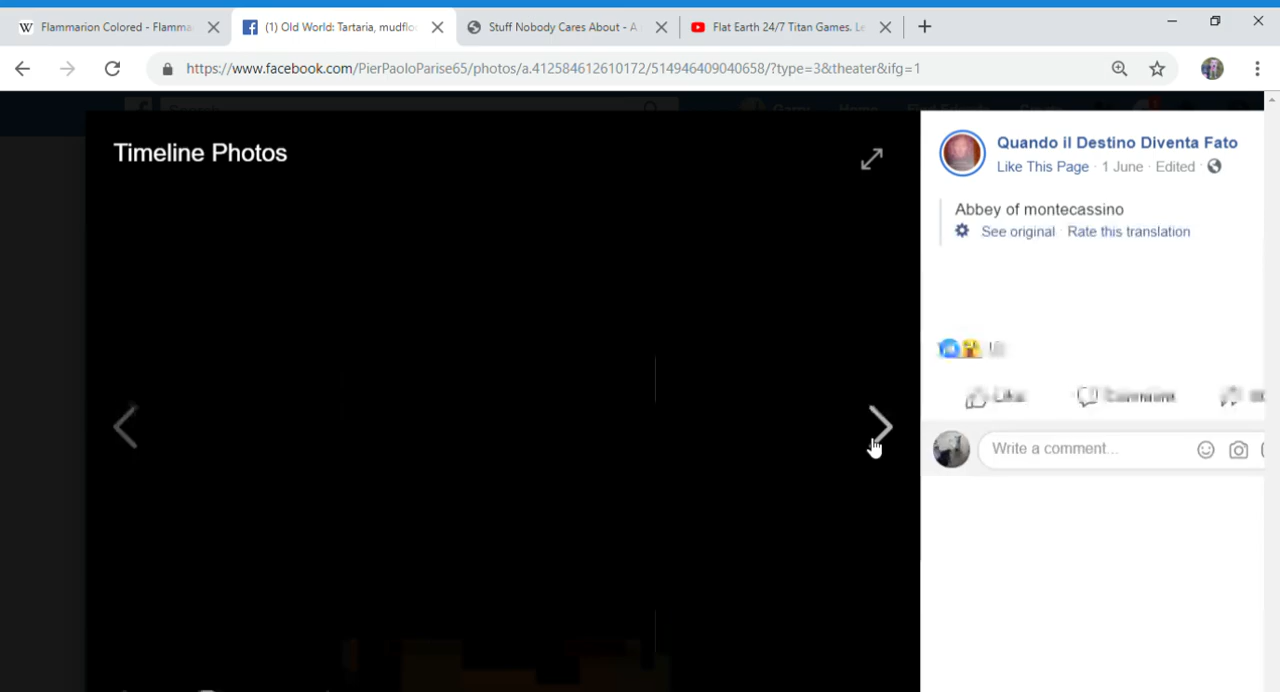 Flammarion Colored - Flamma
(1) Old World: Tartaria, mudflo
Stuff Nobody Cares About - A
Flat Earth 24/7 Titan Games. Le
https://www.facebook.com/PierPaoloParise65/photos/a.412584612610172/514946409040658/?type=3&theater&ifg=1
Timeline Photos
Quando il Destino Diventa Fato
Like This Page · 1 June · Edited ·
Abbey of montecassino
See original · Rate this translation
Like Comment
Write a comment...